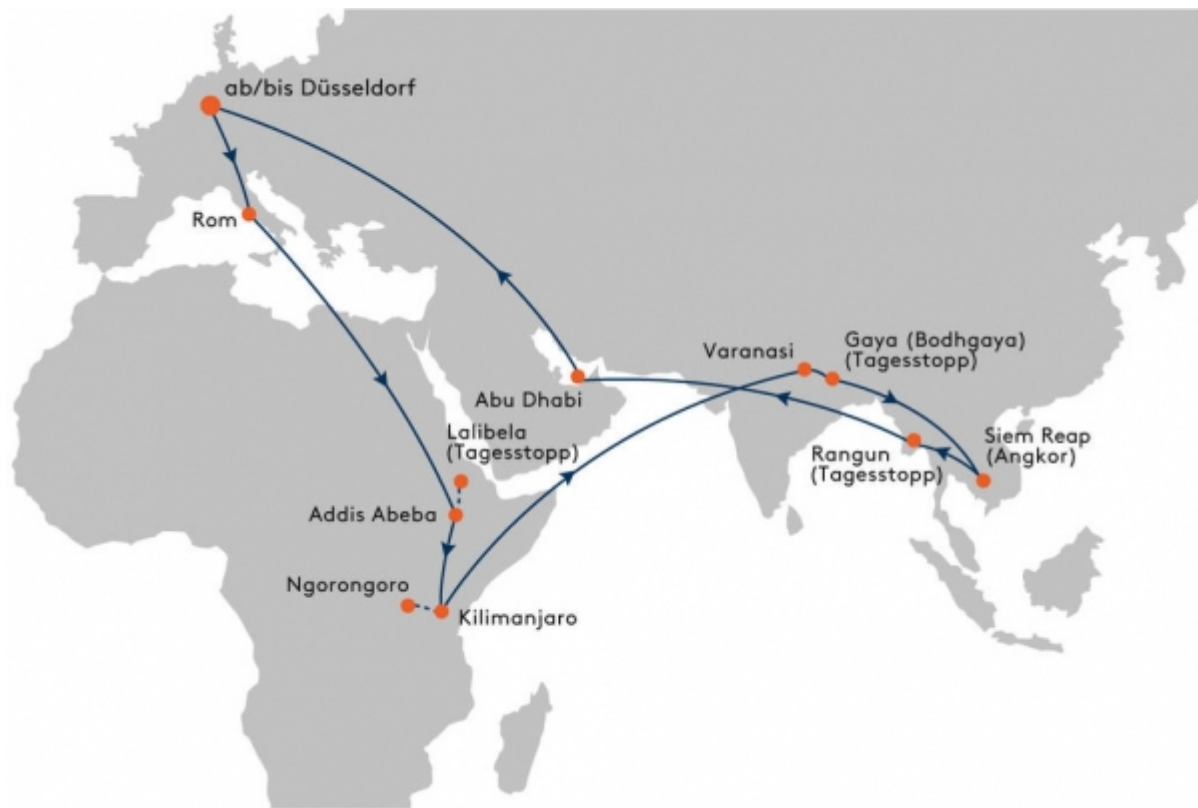 ab/bis Düsseldorf
Rom
Varanasi
Gaya (Bodhgaya)
(Tagesstopp)
Abu Dhabi
Lalibela
(Tagesstopp)
Siem Reap
(Angkor)
Rangun
(Tagesstopp)
Addis Abeba
Ngorongoro
Kilimanjaro